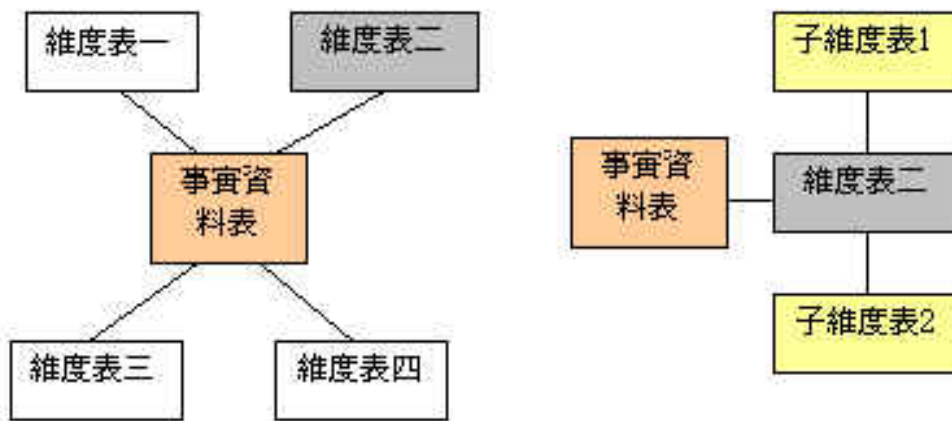 維度表一
維度表二
事實資
料表
維度表三
維度表四
子維度表1
事實資
料表
維度表二
子維度表2